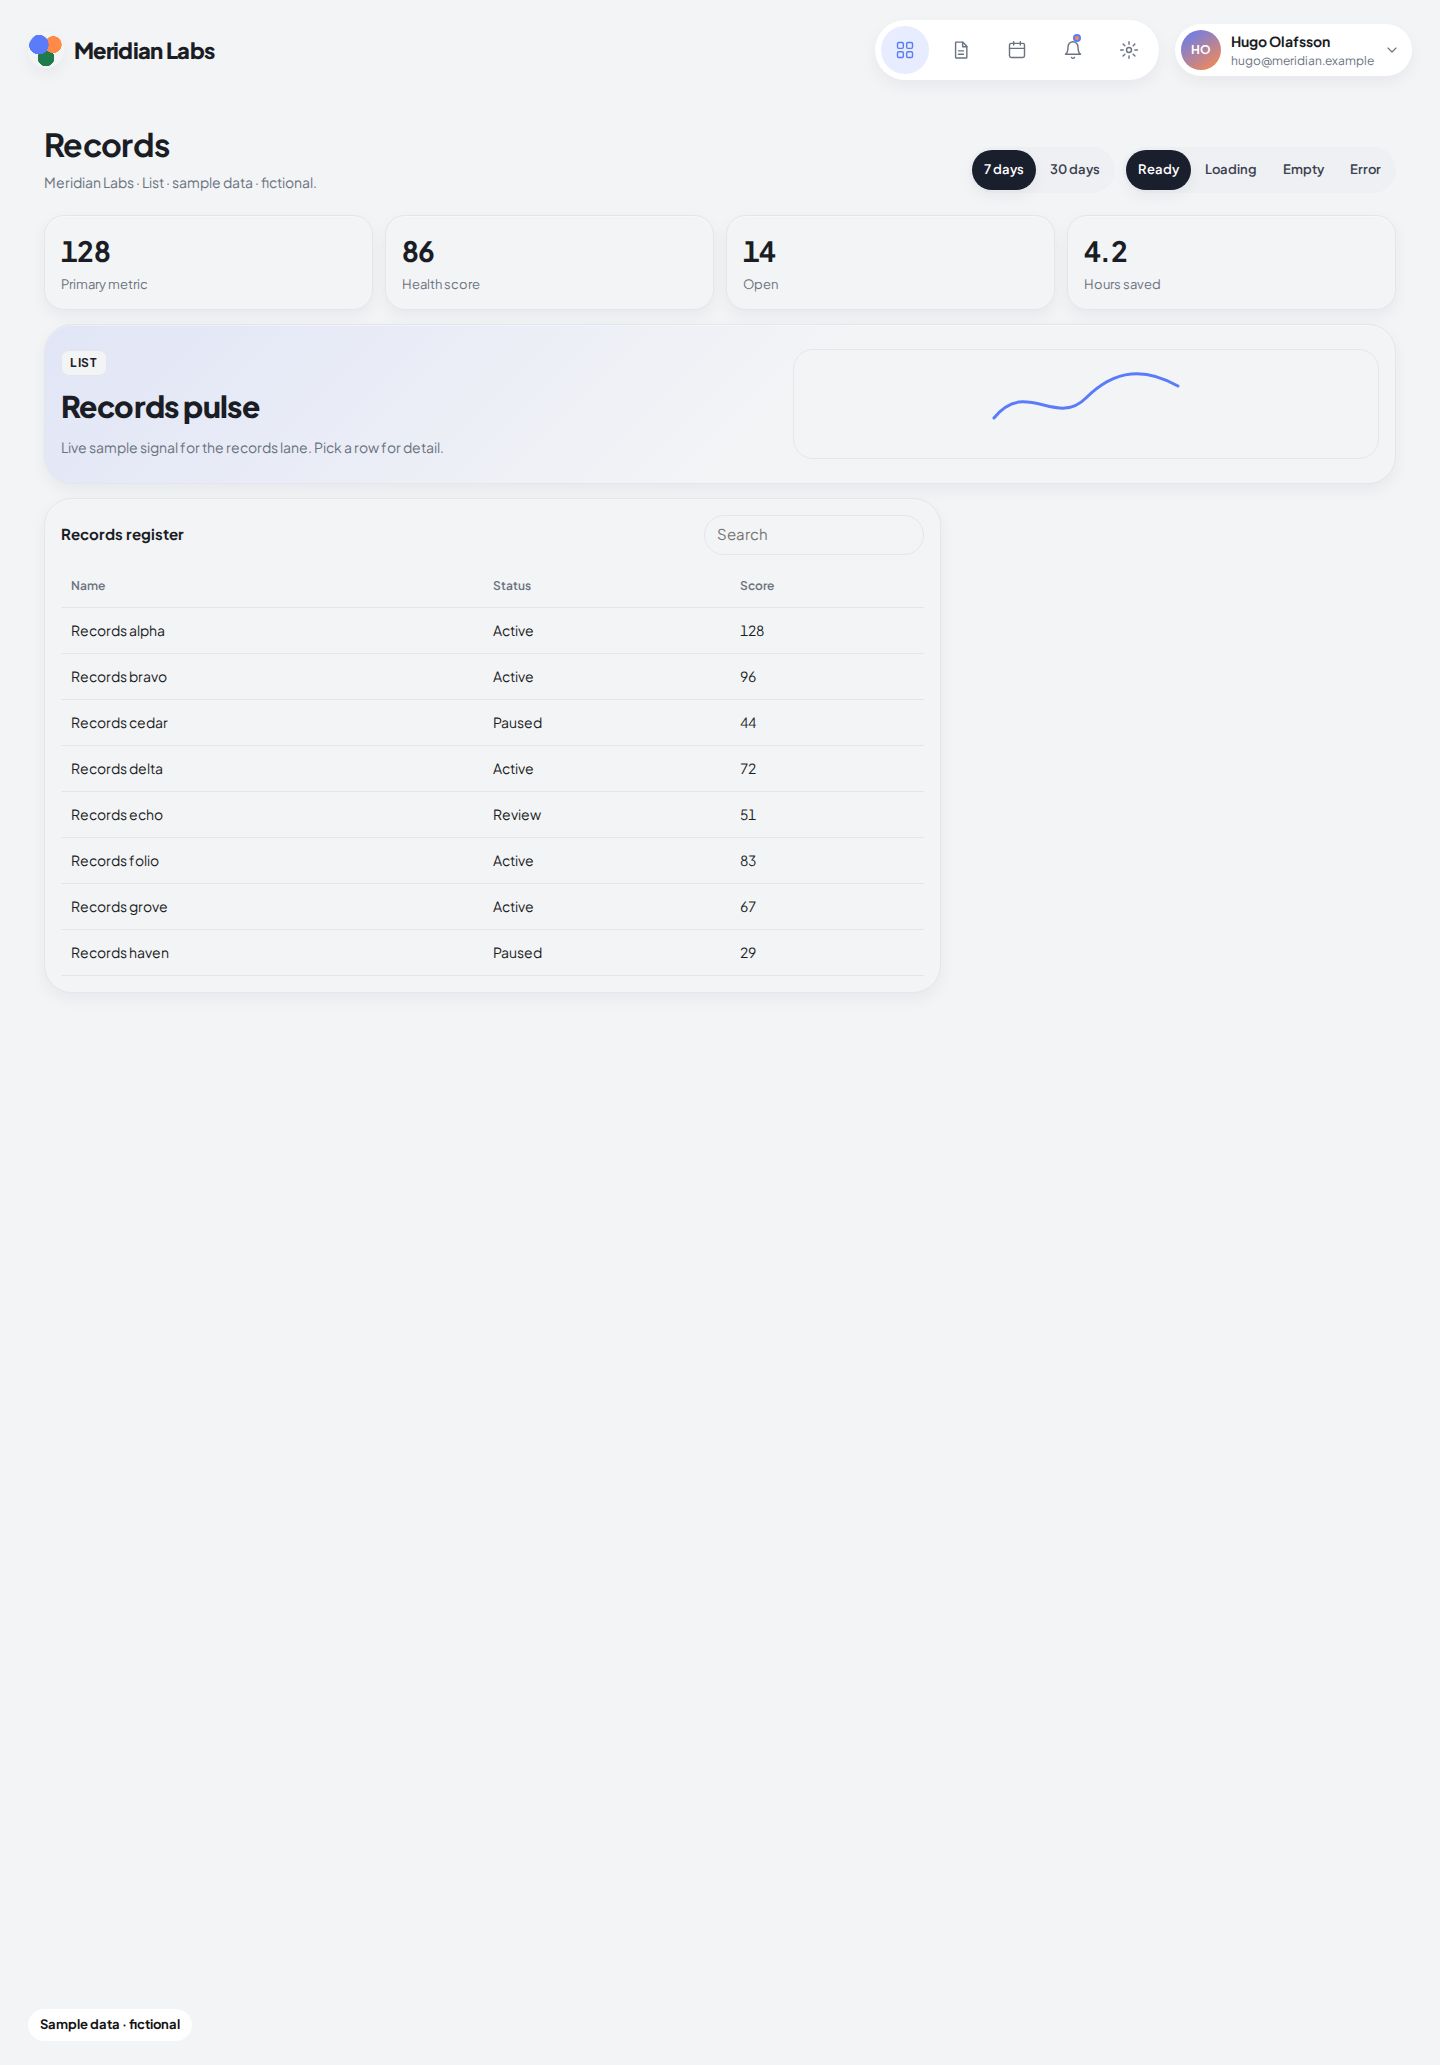 Meridian Labs
HO
Hugo Olafsson
hugo@meridian.example
Records
Meridian Labs · List · sample data · fictional.
7 days
30 days
Ready
Loading
Empty
Error
128
Primary metric
86
Health score
14
Open
4.2
Hours saved
LIST
Records pulse
Live sample signal for the records lane. Pick a row for detail.
Records register
Search
Name Status Score
Records alpha Active 128
Records bravo Active 96
Records cedar Paused 44
Records delta Active 72
Records echo Review 51
Records folio Active 83
Records grove Active 67
Records haven Paused 29
Sample data · fictional